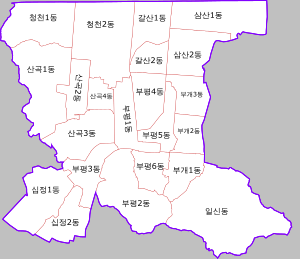 청천1동
청천2동
갈산1동
삼산1동
산곡1동
갈산2동
삼산2동
산곡2동
산곡4동
부평4동
부개3동
부평1동
산곡3동
부평5동
부개2동
부평3동
부평6동
부개1동
십정1동
부평2동
일신동
십정2동